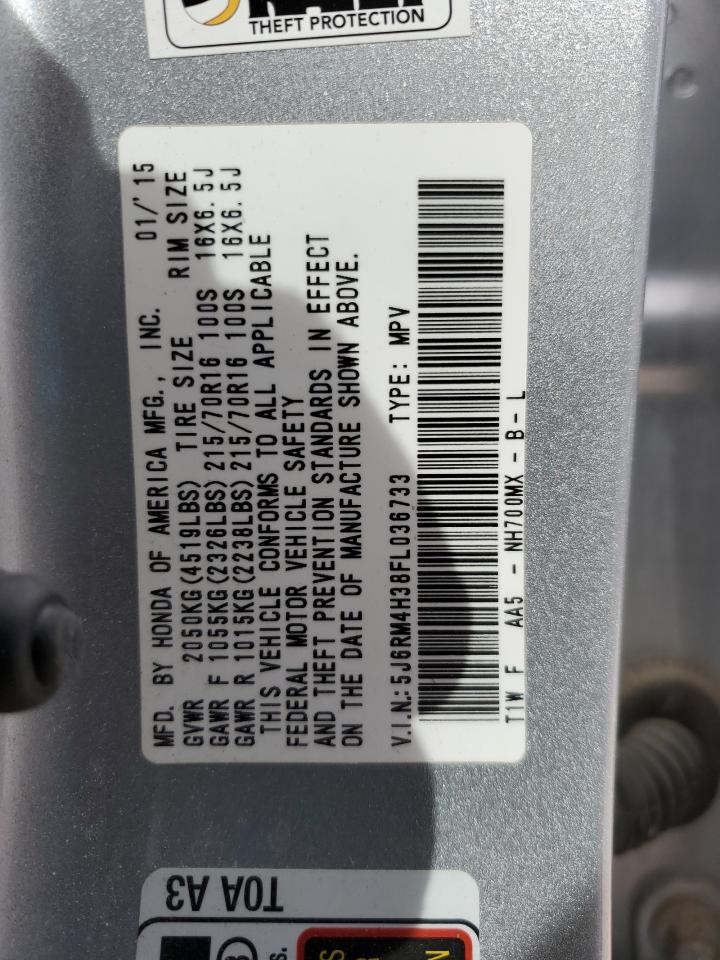 THEFT PROTECTION
MFD. BY HONDA OF AMERICA MFG., INC. 01/'15
GVWR 2050KG(4519LBS) TIRE SIZE RIM SIZE
GAWR F 1055KG(2326LBS) 215/70R16 100S 16X6.5J
GAWR R 1015KG(2238LBS) 215/70R16 100S 16X6.5J
THIS VEHICLE CONFORMS TO ALL APPLICABLE
FEDERAL MOTOR VEHICLE SAFETY
AND THEFT PREVENTION STANDARDS IN EFFECT
ON THE DATE OF MANUFACTURE SHOWN ABOVE.
V.I.N.: 5J6RM4H38FL036733 TYPE: MPV
T1W F AA5 - NH700MX - B - L
T0A A3